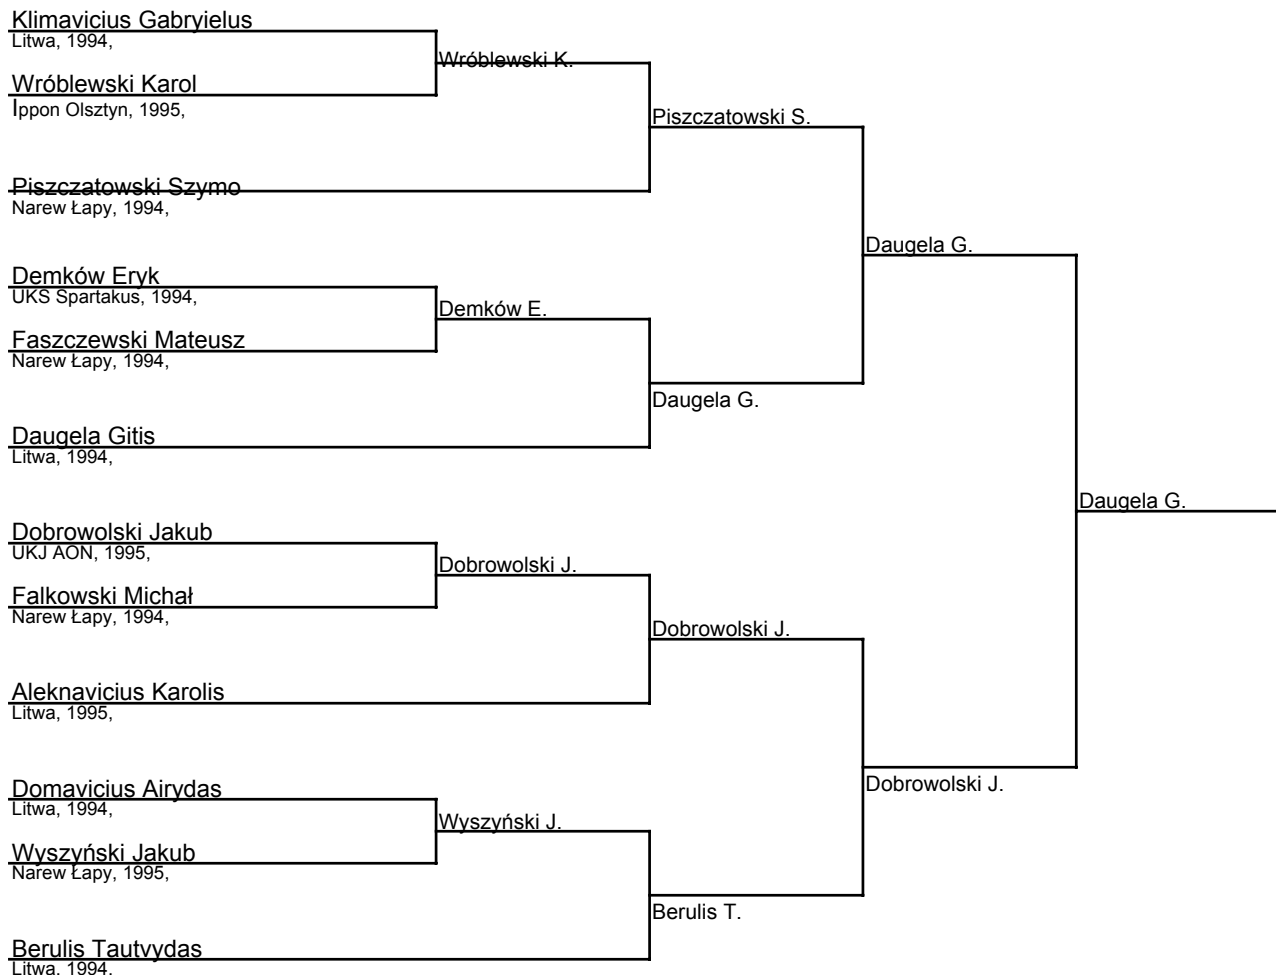 Klimavicius Gabryielus
Litwa, 1994,
Wróblewski K.
Wróblewski Karol
Ippon Olsztyn, 1995,
Piszczatowski S.
Piszczatowski Szymo
Narew Łapy, 1994,
Daugela G.
Demków Eryk
UKS Spartakus, 1994,
Demków E.
Faszczewski Mateusz
Narew Łapy, 1994,
Daugela G.
Daugela Gitis
Litwa, 1994,
Daugela G.
Dobrowolski Jakub
UKJ AON, 1995,
Dobrowolski J.
Falkowski Michał
Narew Łapy, 1994,
Dobrowolski J.
Aleknavicius Karolis
Litwa, 1995,
Domavicius Airydas
Litwa, 1994,
Dobrowolski J.
Wyszyński J.
Wyszyński Jakub
Narew Łapy, 1995,
Berulis T.
Berulis Tautvydas
Litwa, 1994,